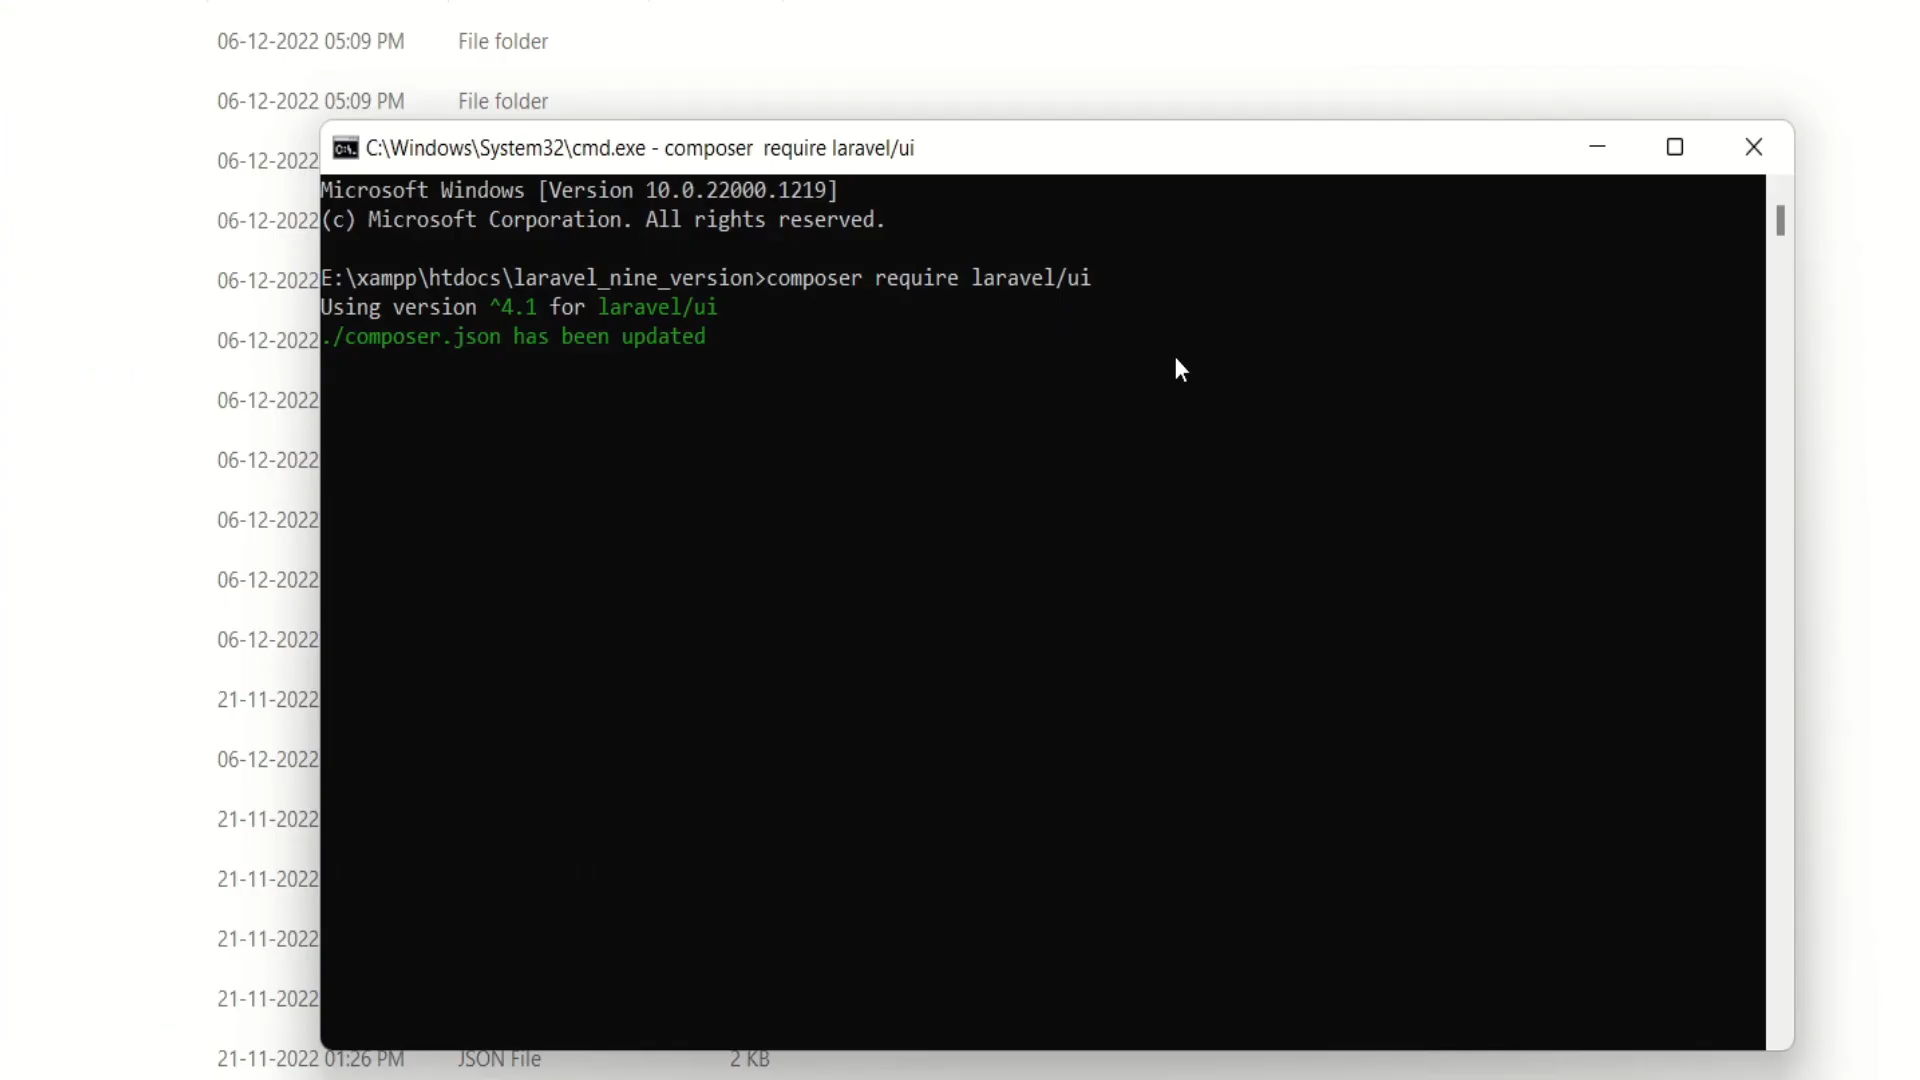 06-12-2022 05:09 PM File folder
06-12-2022 05:09 PM File folder
C:\Windows\System32\cmd.exe - composer  require laravel/ui
06-12-2022
Microsoft Windows [Version 10.0.22000.1219]
06-12-2022
(c) Microsoft Corporation. All rights reserved.
06-12-2022
E:\xampp\htdocs\laravel_nine_version>composer require laravel/ui
Using version ^4.1 for laravel/ui
06-12-2022
./composer.json has been updated
06-12-2022
06-12-2022
06-12-2022
06-12-2022
06-12-2022
21-11-2022
06-12-2022
21-11-2022
21-11-2022
21-11-2022
21-11-2022
21-11-2022 01:26 PM JSON File 2 KB